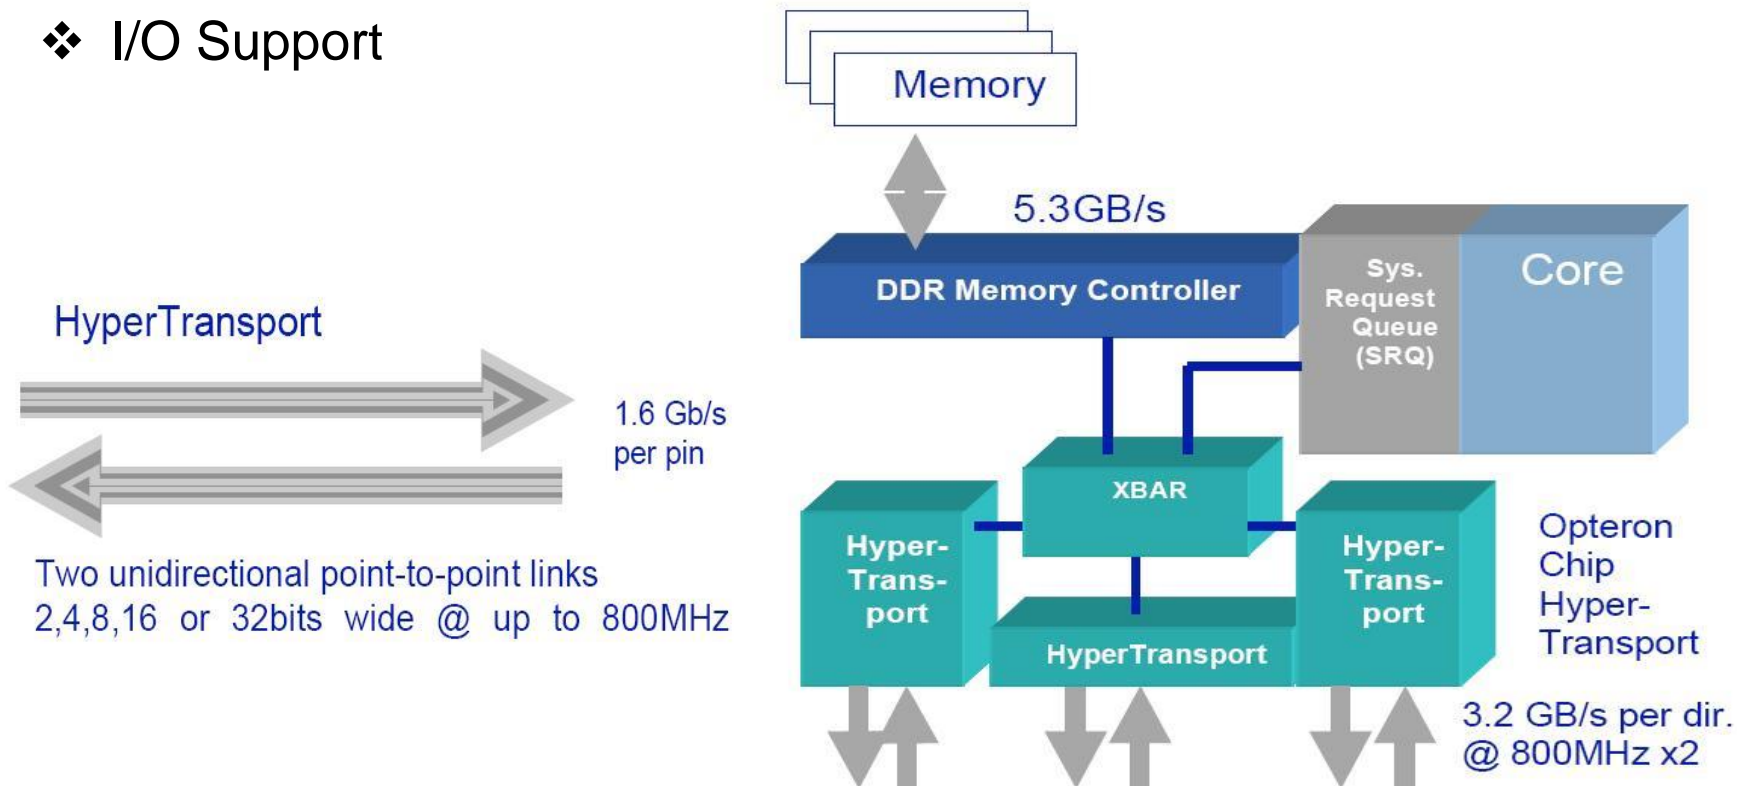 ❖ I/O Support
Memory
5.3GB/s
DDR Memory Controller
Sys.
Request
Queue
(SRQ)
Core
HyperTransport
1.6 Gb/s
per pin
Two unidirectional point-to-point links
2,4,8,16 or 32bits wide @ up to 800MHz
XBAR
Hyper-
Trans-
port
HyperTransport
Hyper-
Trans-
port
Opteron
Chip
Hyper-
Transport
3.2 GB/s per dir.
@ 800MHz x2